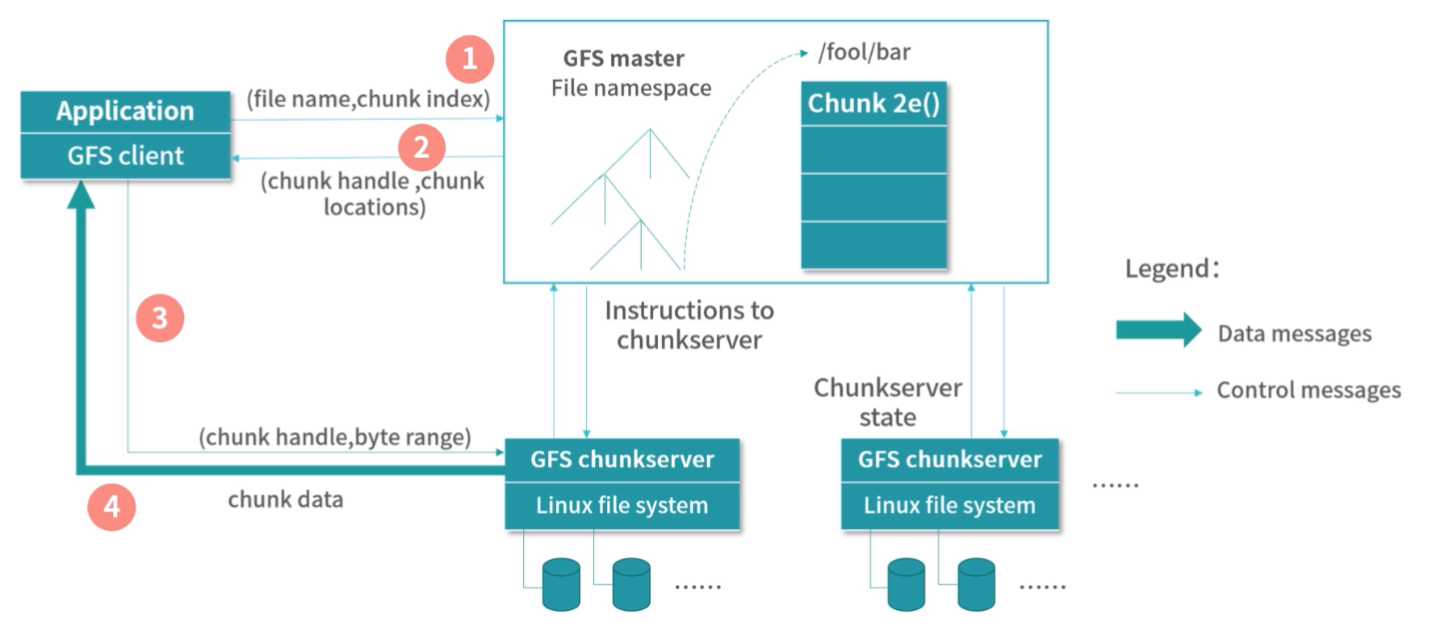 1
GFS master
File namespace
/fool/bar
Chunk 2e()
Application
GFS client
(file name,chunk index)
2
(chunk handle ,chunk
locations)
3
Instructions to
chunkserver
Chunkserver
state
Legend：
Data messages
Control messages
(chunk handle,byte range)
4
chunk data
GFS chunkserver
Linux file system
......
GFS chunkserver
Linux file system
......
......